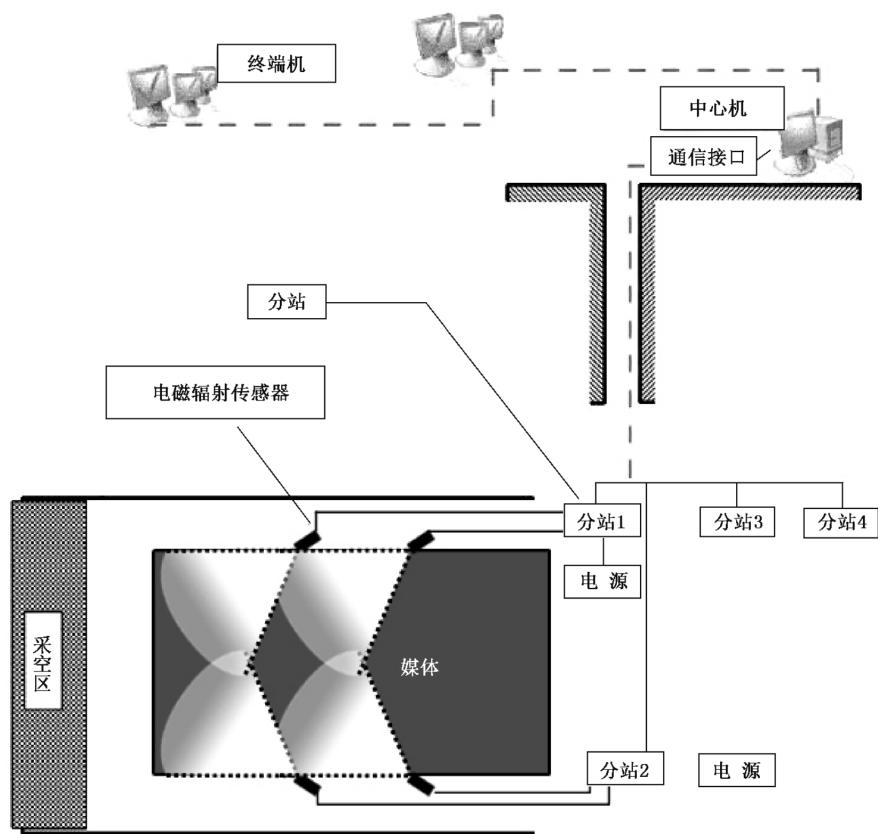 终端机
中心机
通信接口
分站
电磁辐射传感器
分站1
分站3
分站4
电 源
采空区
媒体
分站2
电 源